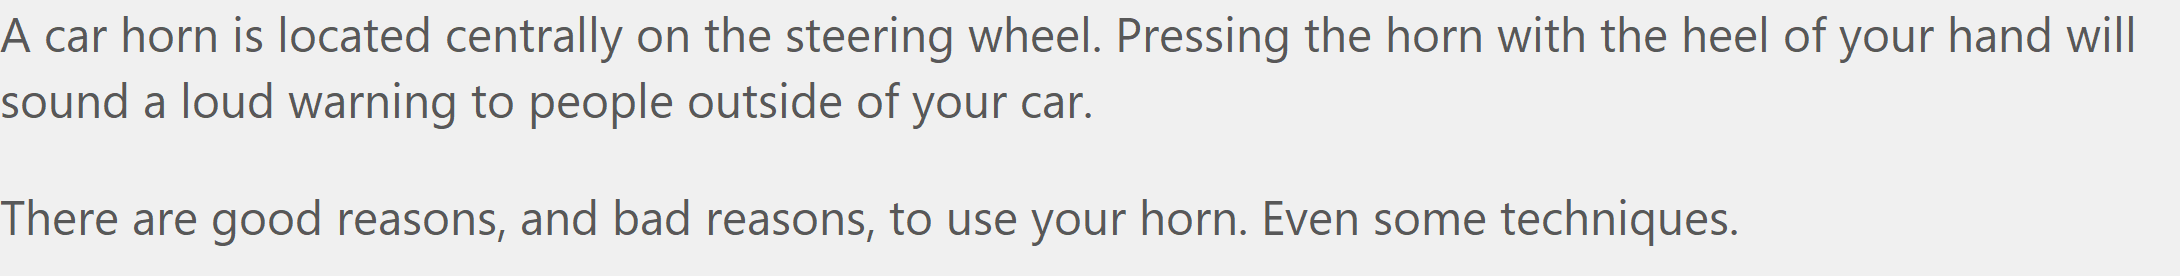 A car horn is located centrally on the steering wheel. Pressing the horn with the heel of your hand will
sound a loud warning to people outside of your car.
There are good reasons, and bad reasons, to use your horn. Even some techniques.